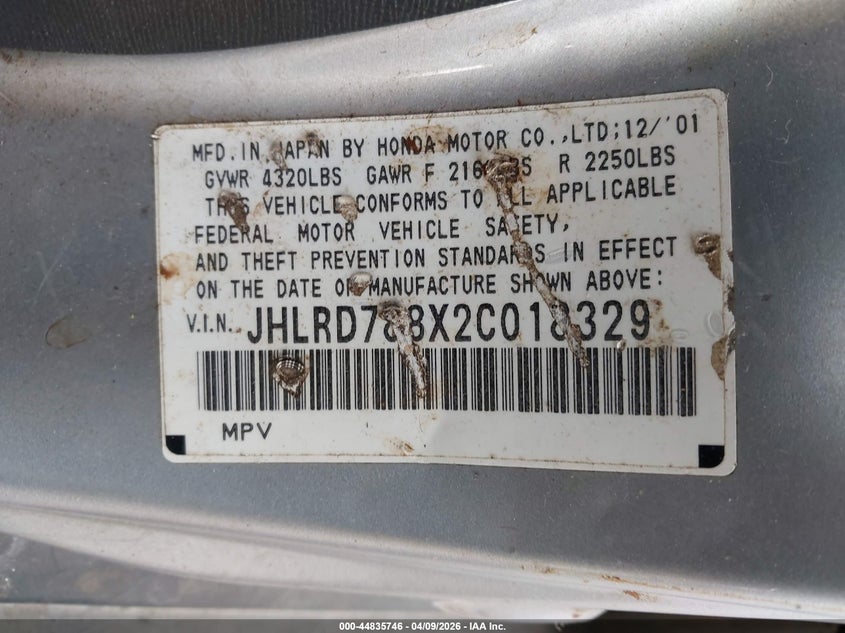 MFD.IN JAPAN BY HONDA MOTOR CO.,LTD;12/'01
GVWR 4320LBS GAWR F R 2250LBS
THIS VEHICLE CONFORMS TO ALL APPLICABLE
FEDERAL MOTOR VEHICLE SAFETY,
AND THEFT PREVENTION STANDARDS IN EFFECT
ON THE DATE OF MANUFACTURE SHOWN ABOVE:
V.I.N. JHLRD788X2C018329
MPV
000-44835746 - 04/09/2026 - IAA Inc.